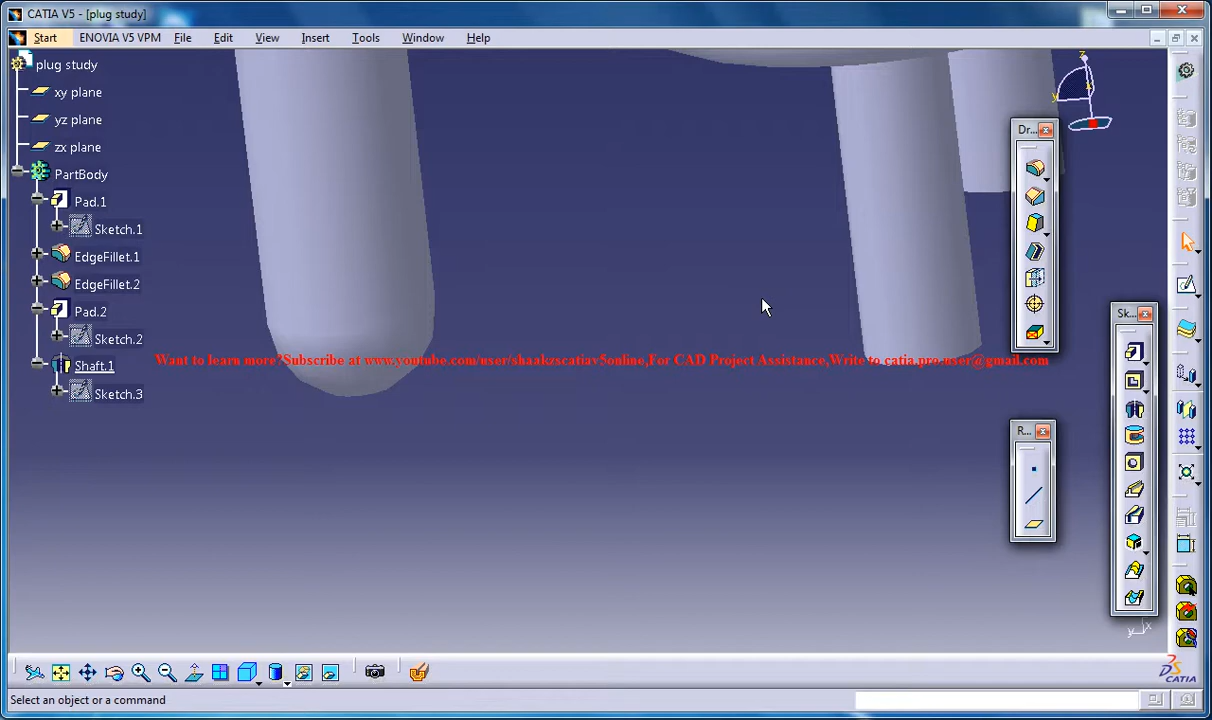 CATIA V5 - [plug study]
Start
ENOVIA V5 VPM
File
Edit
View
Insert
Tools
Window
Help
plug study
xy plane
yz plane
zx plane
PartBody
Pad.1
Sketch.1
EdgeFillet.1
EdgeFillet.2
Pad.2
Sketch.2
Shaft.1
Sketch.3
Want to learn more?Subscribe at www.youtube.com/user/shaakzscatiav5online,For CAD Project Assistance,Write to catia.pro.user@gmail.com
z
y
x
Dr...
Sk...
R...
y
x
CATIA
Select an object or a command